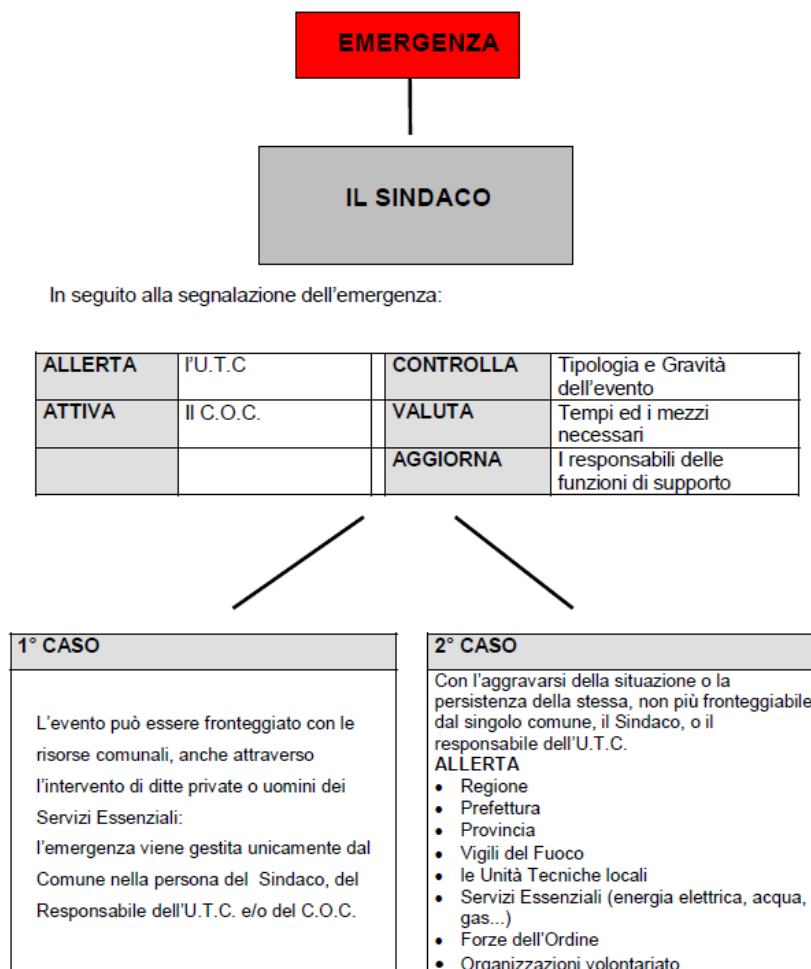 EMERGENZA
IL SINDACO
In seguito alla segnalazione dell'emergenza:
ALLERTA l'U.T.C CONTROLLA Tipologia e Gravità
dell'evento
ATTIVA Il C.O.C. VALUTA Tempi ed i mezzi
necessari
AGGIORNA I responsabili delle
funzioni di supporto
1° CASO
L'evento può essere fronteggiato con le
risorse comunali, anche attraverso
l'intervento di ditte private o uomini dei
Servizi Essenziali:
l'emergenza viene gestita unicamente dal
Comune nella persona del Sindaco, del
Responsabile dell'U.T.C. e/o del C.O.C.
2° CASO
Con l'aggravarsi della situazione o la
persistenza della stessa, non più fronteggiabile
dal singolo comune, il Sindaco, o il
responsabile dell'U.T.C.
ALLERTA
• Regione
• Prefettura
• Provincia
• Vigili del Fuoco
• le Unità Tecniche locali
• Servizi Essenziali (energia elettrica, acqua,
gas...)
• Forze dell'Ordine
• Organizzazioni volontariato